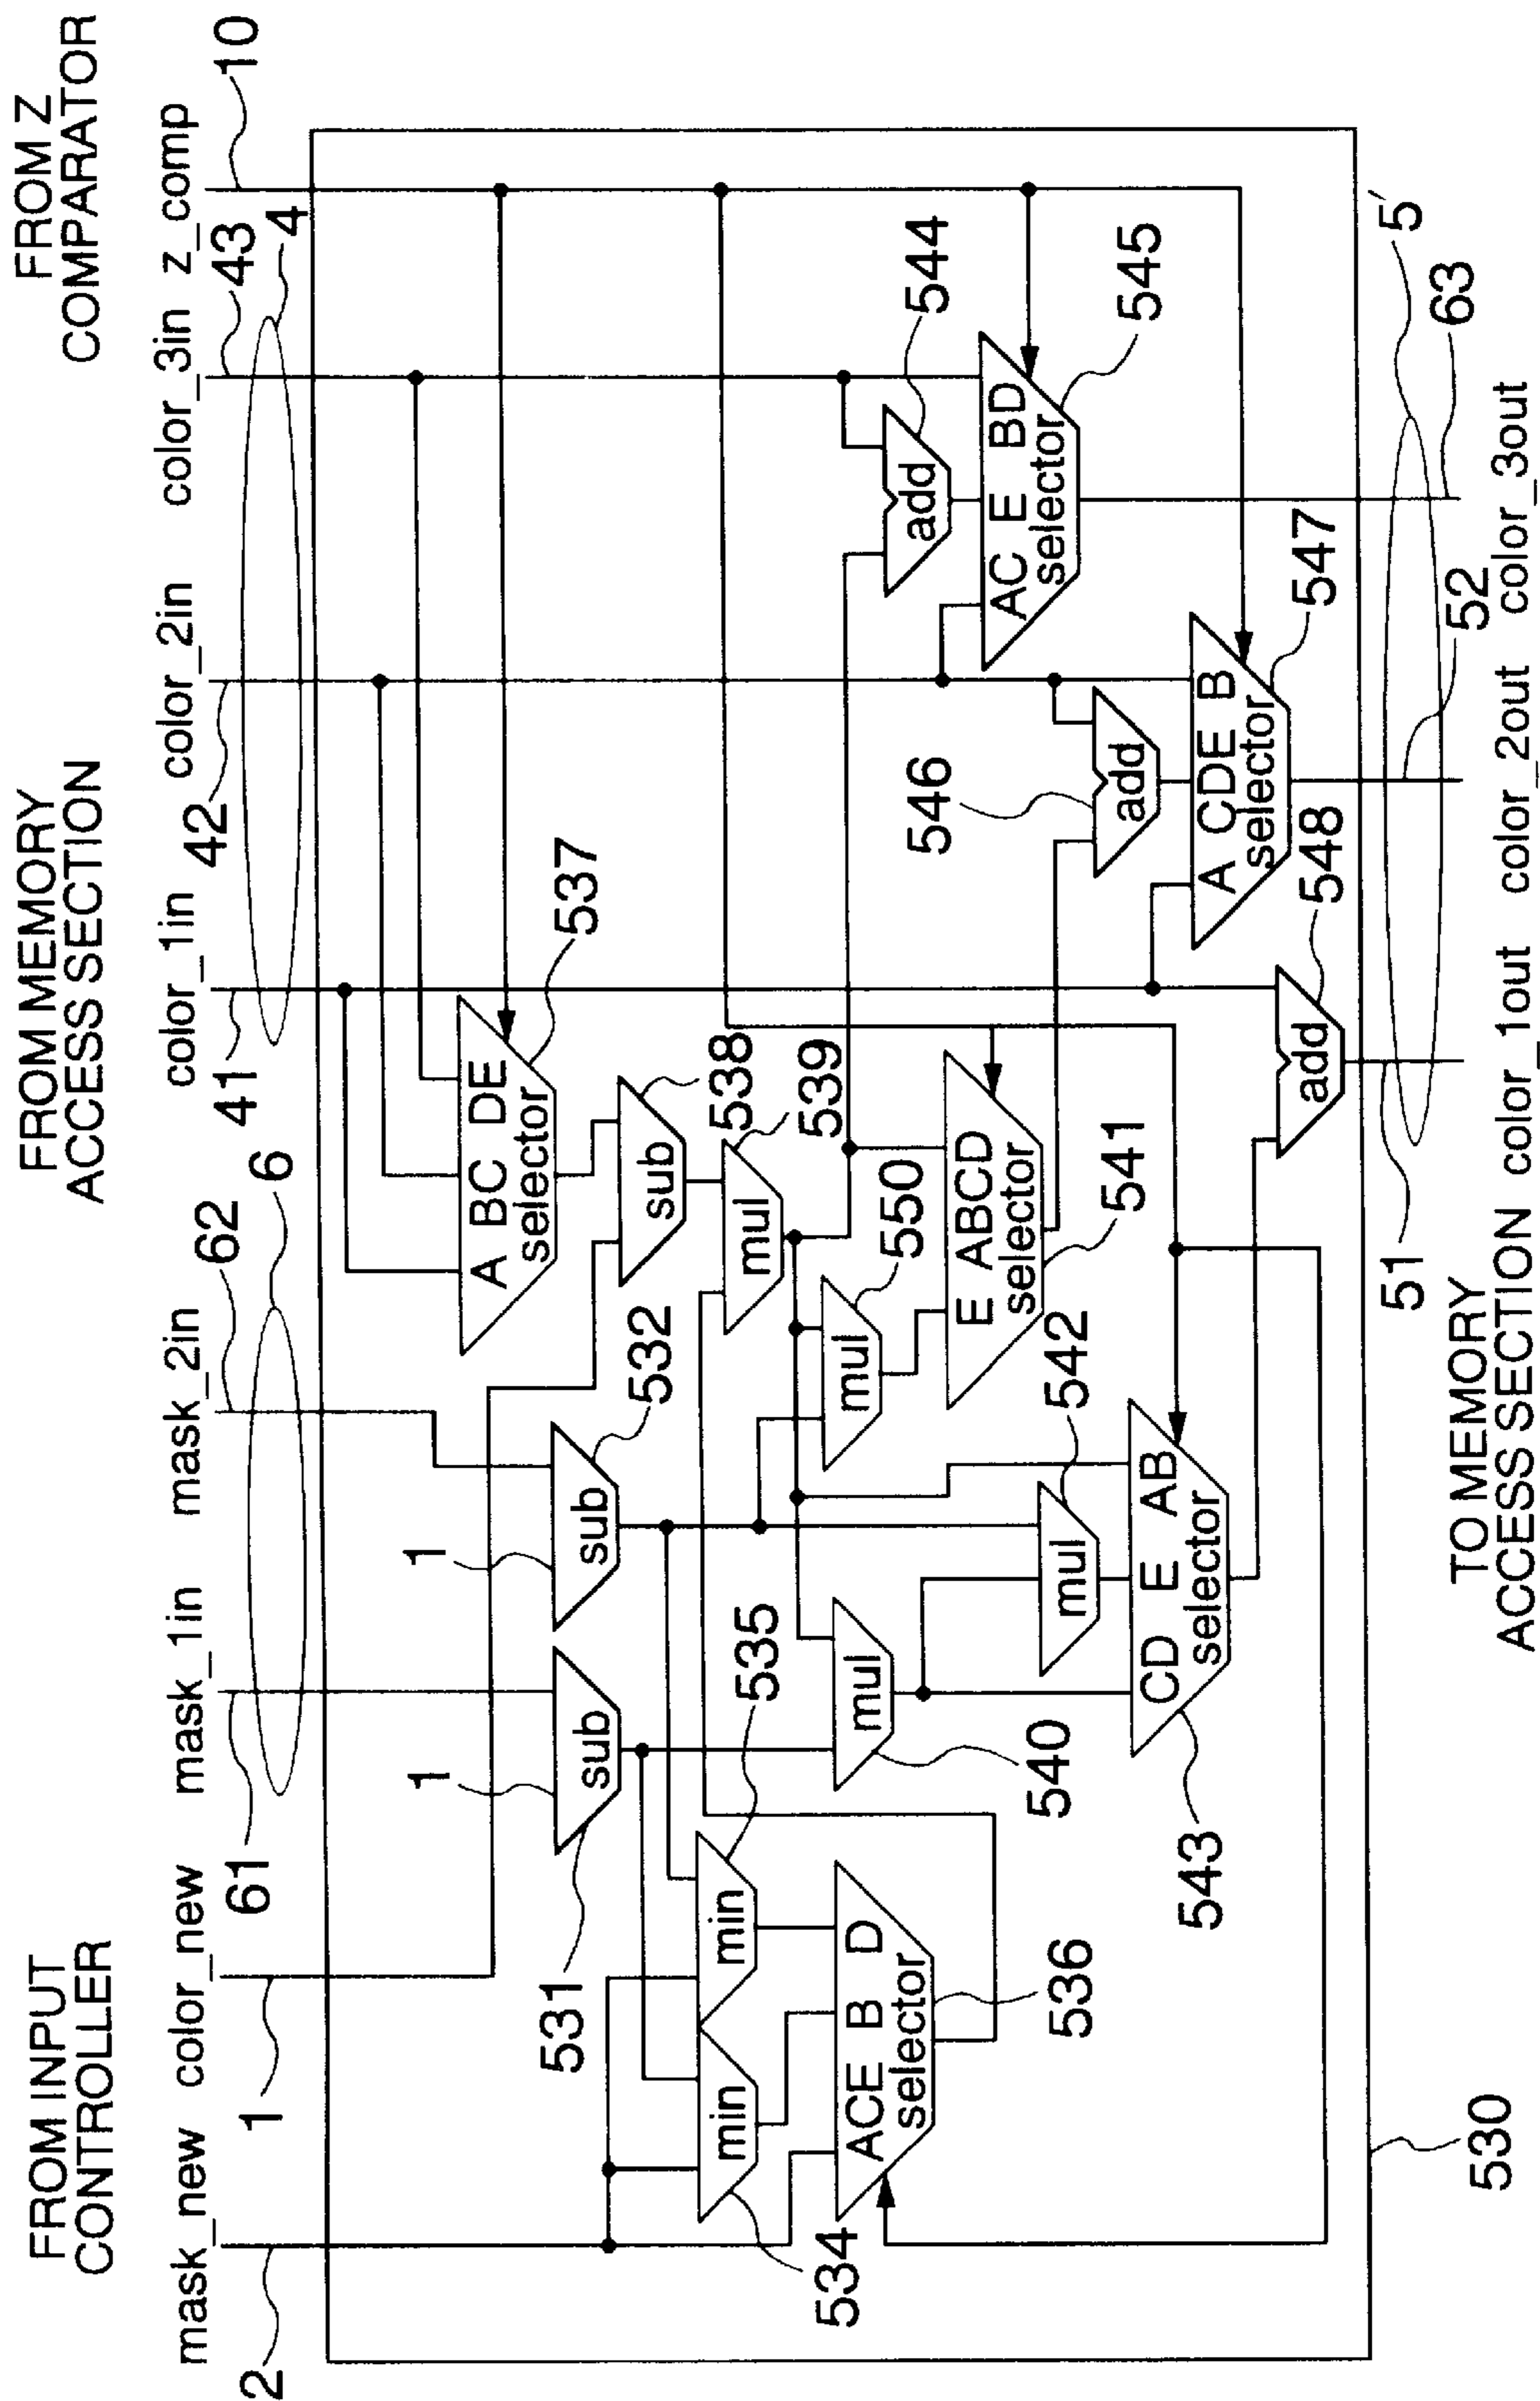 FROM INPUT
CONTROLLER
FROM MEMORY
ACCESS SECTION
FROM Z
COMPARATOR
mask_new
color_new
mask_1in
mask_2in
color_1in
color_2in
color_3in
z_comp
2
1
61
62
6
41
42
4
43
10
1
sub
531
1
sub
532
A BC DE
selector
537
sub
538
mul
539
min
534
min
535
ACE B D
selector
536
mul
540
mul
550
E ABCD
selector
541
mul
542
CD E AB
selector
543
add
544
AC E BD
selector
545
add
546
A CDE B
selector
547
add
548
530
51
52
63
5
TO MEMORY
ACCESS SECTION
color_1out
color_2out
color_3out